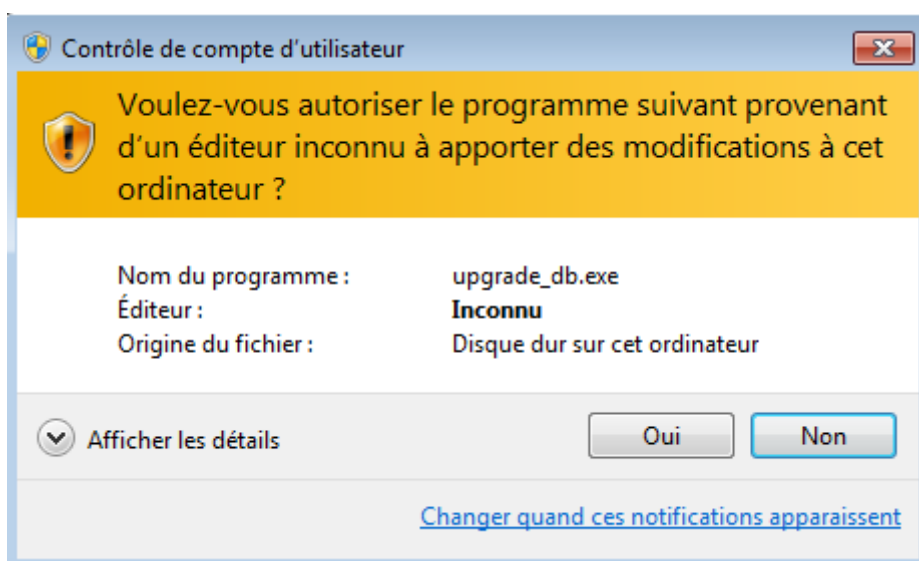 Contrôle de compte d'utilisateur
Voulez-vous autoriser le programme suivant provenant
d'un éditeur inconnu à apporter des modifications à cet
ordinateur ?
Nom du programme : upgrade_db.exe
Éditeur : Inconnu
Origine du fichier : Disque dur sur cet ordinateur
Afficher les détails Oui Non
Changer quand ces notifications apparaissent